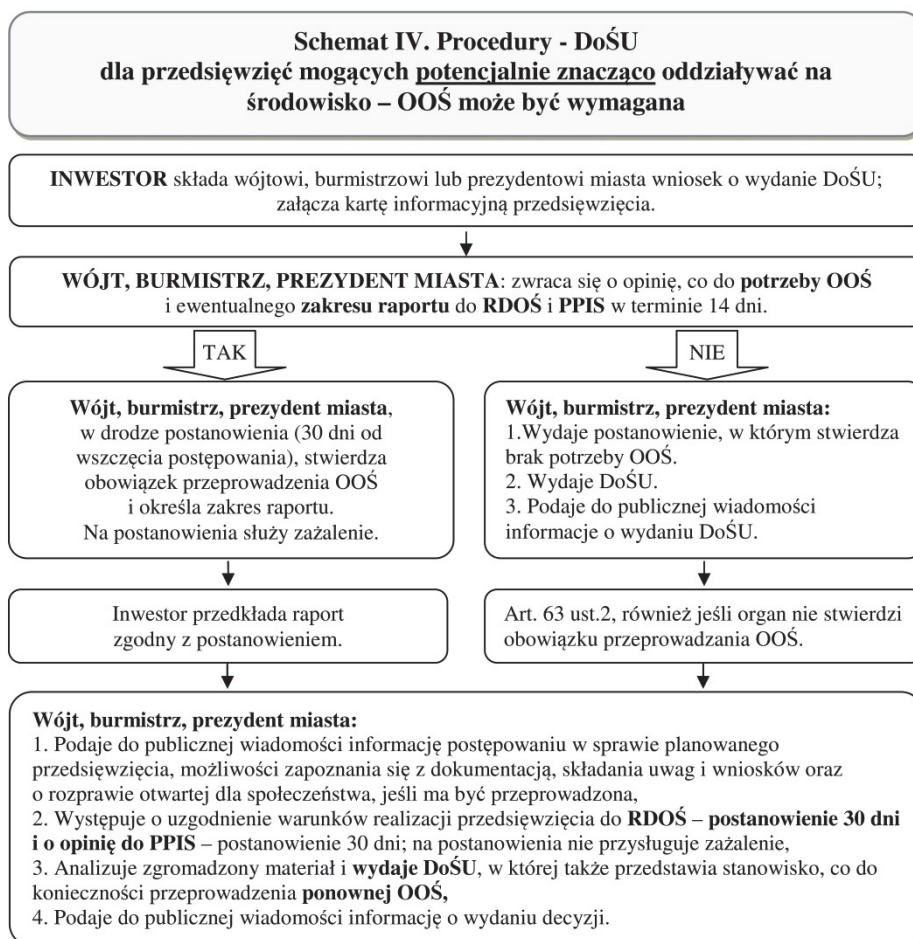 Schemat IV. Procedury - DoŚU
dla przedsięwzięć mogących potencjalnie znacząco oddziaływać na
środowisko – OOŚ może być wymagana
INWESTOR składa wójtowi, burmistrzowi lub prezydentowi miasta wniosek o wydanie DoŚU;
załącza kartę informacyjną przedsięwzięcia.
WÓJT, BURMISTRZ, PREZYDENT MIASTA: zwraca się o opinię, co do potrzeby OOŚ
i ewentualnego zakresu raportu do RDOŚ i PPIS w terminie 14 dni.
TAK
NIE
Wójt, burmistrz, prezydent miasta,
w drodze postanowienia (30 dni od
wszczęcia postępowania), stwierdza
obowiązek przeprowadzenia OOŚ
i określa zakres raportu.
Na postanowienia służy zażalenie.
Wójt, burmistrz, prezydent miasta:
1.Wydaje postanowienie, w którym stwierdza
brak potrzeby OOŚ.
2. Wydaje DoŚU.
3. Podaje do publicznej wiadomości
informacje o wydaniu DoŚU.
Inwestor przedkłada raport
zgodny z postanowieniem.
Art. 63 ust.2, również jeśli organ nie stwierdzi
obowiązku przeprowadzania OOŚ.
Wójt, burmistrz, prezydent miasta:
1. Podaje do publicznej wiadomości informację postępowaniu w sprawie planowanego
przedsięwzięcia, możliwości zapoznania się z dokumentacją, składania uwag i wniosków oraz
o rozprawie otwartej dla społeczeństwa, jeśli ma być przeprowadzona,
2. Występuje o uzgodnienie warunków realizacji przedsięwzięcia do RDOŚ – postanowienie 30 dni
i o opinię do PPIS – postanowienie 30 dni; na postanowienia nie przysługuje zażalenie,
3. Analizuje zgromadzony materiał i wydaje DoŚU, w której także przedstawia stanowisko, co do
konieczności przeprowadzenia ponownej OOŚ,
4. Podaje do publicznej wiadomości informację o wydaniu decyzji.